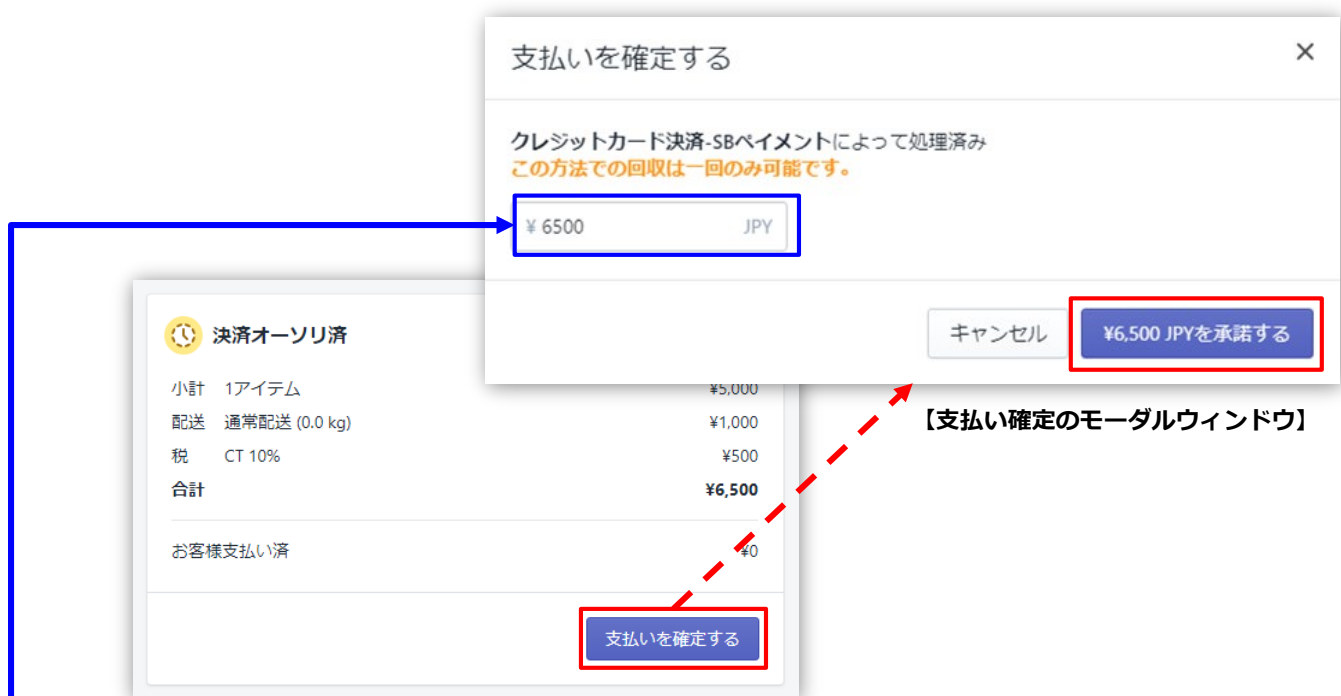 支払いを確定する
クレジットカード決済-SBペイメントによって処理済み
この方法での回収は一回のみ可能です。
¥ 6500 JPY
キャンセル ¥6,500 JPYを承諾する
【支払い確定のモーダルウィンドウ】
決済オーソリ済
小計 1アイテム ¥5,000
配送 通常配送 (0.0 kg) ¥1,000
税 CT 10% ¥500
合計 ¥6,500
お客様支払い済 ¥0
支払いを確定する